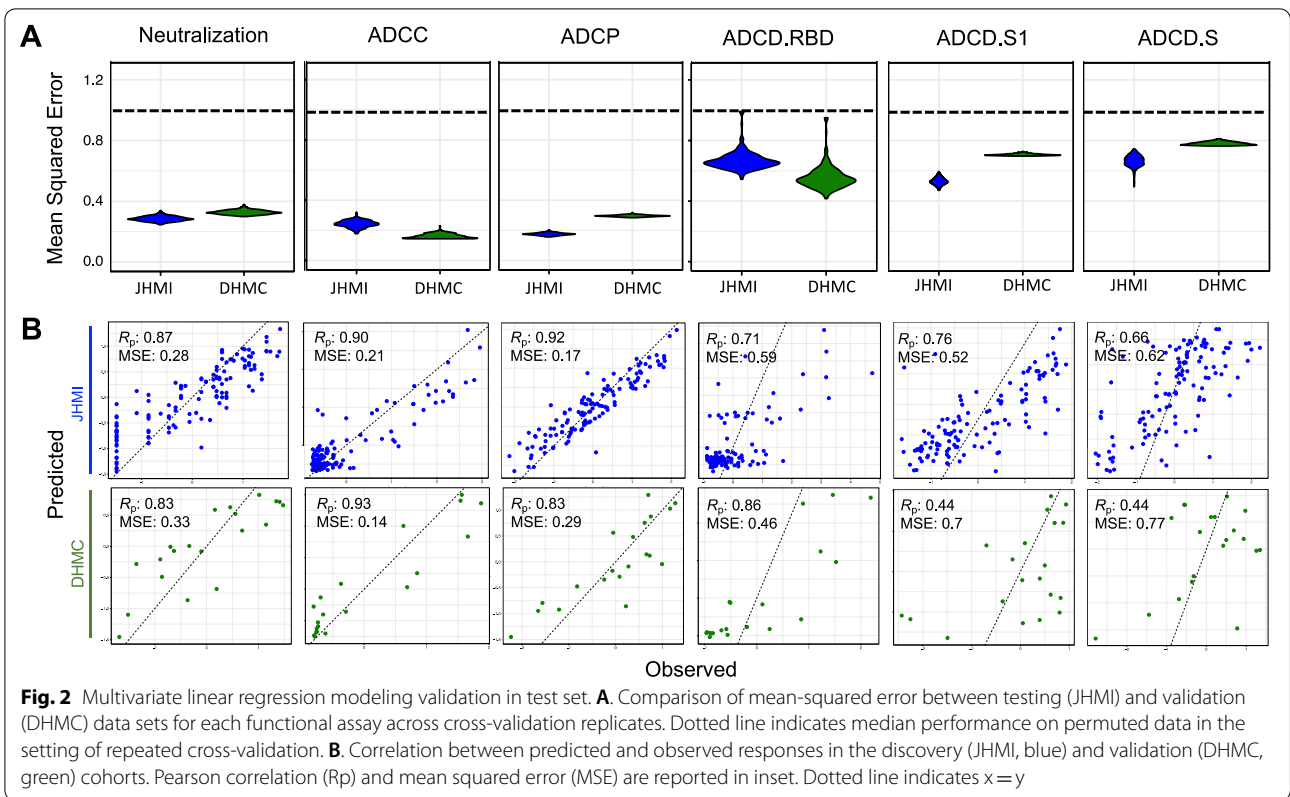 A
Neutralization ADCC ADCP ADCD.RBD ADCD.S1 ADCD.S
Mean Squared Error
1.2
0.8
0.4
0.0
JHMI DHMC JHMI DHMC JHMI DHMC JHMI DHMC JHMI DHMC JHMI DHMC
B
Predicted
JHMI
Rp: 0.87 Rp: 0.90 Rp: 0.92 Rp: 0.71 Rp: 0.76 Rp: 0.66
MSE: 0.28 MSE: 0.21 MSE: 0.17 MSE: 0.59 MSE: 0.52 MSE: 0.62
DHMC
Rp: 0.83 Rp: 0.93 Rp: 0.83 Rp: 0.86 Rp: 0.44 Rp: 0.44
MSE: 0.33 MSE: 0.14 MSE: 0.29 MSE: 0.46 MSE: 0.7 MSE: 0.77
Observed
Fig. 2 Multivariate linear regression modeling validation in test set. A. Comparison of mean-squared error between testing (JHMI) and validation
(DHMC) data sets for each functional assay across cross-validation replicates. Dotted line indicates median performance on permuted data in the
setting of repeated cross-validation. B. Correlation between predicted and observed responses in the discovery (JHMI, blue) and validation (DHMC,
green) cohorts. Pearson correlation (Rp) and mean squared error (MSE) are reported in inset. Dotted line indicates x = y